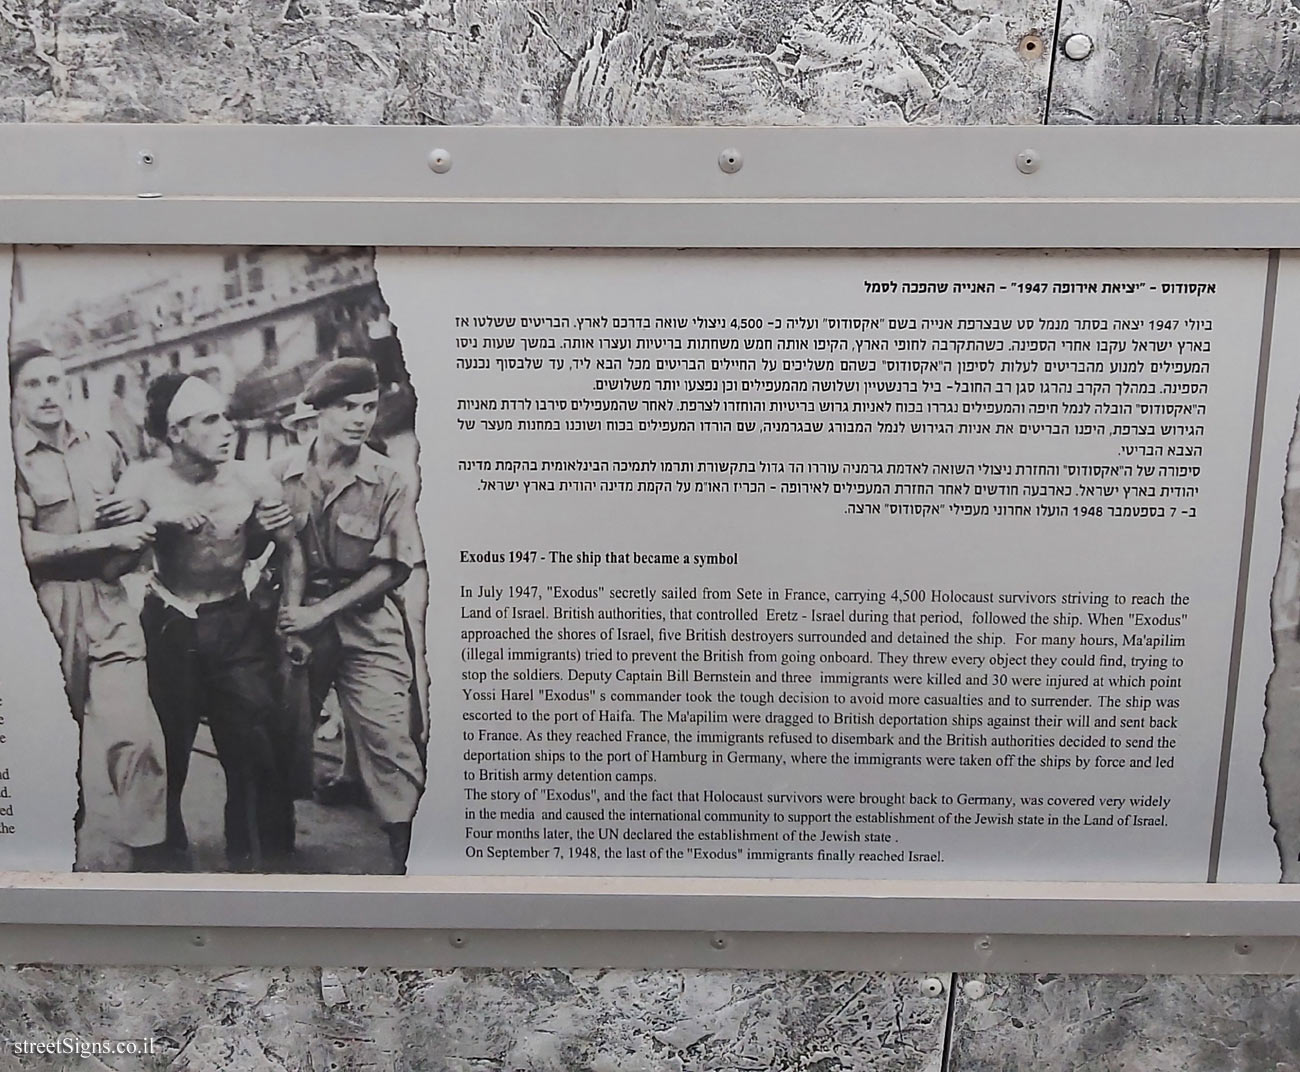 אקסודוס - "יציאת אירופה 1947" - האנייה שהפכה לסמל
ביולי 1947 יצאה בסתר מנמל סט שבצרפת אנייה בשם "אקסודוס" ועליה כ- 4,500 ניצולי שואה בדרכם לארץ. הבריטים ששלטו אז
בארץ ישראל עקבו אחרי הספינה. כשהתקרבה לחופי הארץ, הקיפו אותה חמש משחתות בריטיות ועצרו אותה. במשך שעות ניסו
המעפילים למנוע מהבריטים לעלות לסיפון ה"אקסודוס" כשהם משליכים על החיילים הבריטים מכל הבא ליד, עד שלבסוף נכנעה
הספינה. במהלך הקרב נהרגו סגן רב החובל- ביל ברנשטיין ושלושה מהמעפילים וכן נפצעו יותר משלושים.
ה"אקסודוס" הובלה לנמל חיפה והמעפילים נגררו בכוח לאניות גרוש בריטיות והוחזרו לצרפת. לאחר שהמעפילים סירבו לרדת מאניות
הגירוש בצרפת, היפנו הבריטים את אניות הגירוש לנמל המבורג שבגרמניה, שם הורדו המעפילים בכוח ושוכנו במחנות מעצר של
הצבא הבריטי.
סיפורה של ה"אקסודוס" והחזרת ניצולי השואה לאדמת גרמניה עוררו הד גדול בתקשורת ותרמו לתמיכה הבינלאומית בהקמת מדינה
יהודית בארץ ישראל. כארבעה חודשים לאחר החזרת המעפילים לאירופה - הכריז האו"מ על הקמת מדינה יהודית בארץ ישראל.
ב- 7 בספטמבר 1948 הועלו אחרוני מעפילי "אקסודוס" ארצה.
Exodus 1947 - The ship that became a symbol
In July 1947, "Exodus" secretly sailed from Sete in France, carrying 4,500 Holocaust survivors striving to reach the
Land of Israel. British authorities, that controlled Eretz - Israel during that period, followed the ship. When "Exodus"
approached the shores of Israel, five British destroyers surrounded and detained the ship. For many hours, Ma'apilim
(illegal immigrants) tried to prevent the British from going onboard. They threw every object they could find, trying to
stop the soldiers. Deputy Captain Bill Bernstein and three immigrants were killed and 30 were injured at which point
Yossi Harel "Exodus" s commander took the tough decision to avoid more casualties and to surrender. The ship was
escorted to the port of Haifa. The Ma'apilim were dragged to British deportation ships against their will and sent back
to France. As they reached France, the immigrants refused to disembark and the British authorities decided to send the
deportation ships to the port of Hamburg in Germany, where the immigrants were taken off the ships by force and led
to British army detention camps.
The story of "Exodus", and the fact that Holocaust survivors were brought back to Germany, was covered very widely
in the media and caused the international community to support the establishment of the Jewish state in the Land of Israel.
Four months later, the UN declared the establishment of the Jewish state .
On September 7, 1948, the last of the "Exodus" immigrants finally reached Israel.
streetSigns.co.il